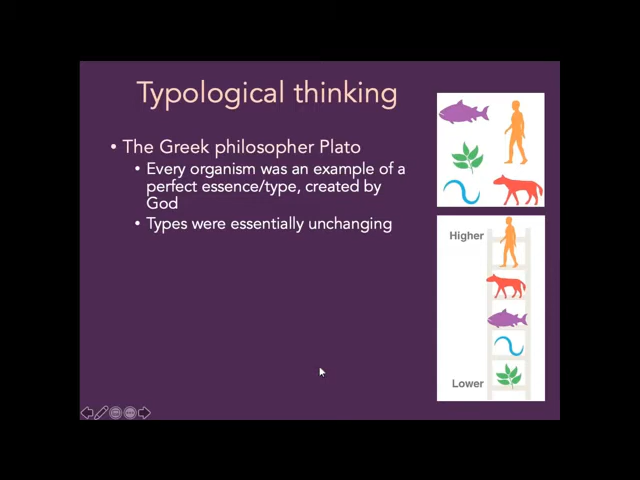 Typological thinking
• The Greek philosopher Plato
• Every organism was an example of a
perfect essence/type, created by
God
• Types were essentially unchanging
Higher
Lower